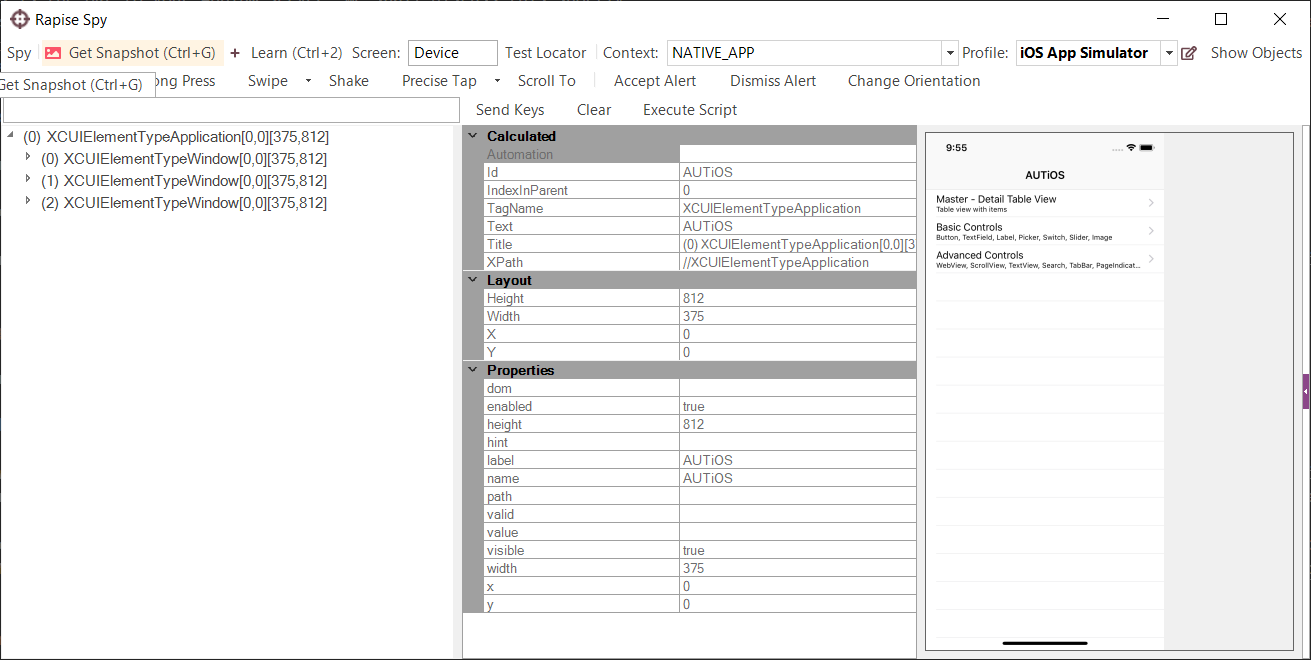 Rapise Spy
Spy Get Snapshot (Ctrl+G) + Learn (Ctrl+2) Screen: Device Test Locator Context: NATIVE_APP Profile: iOS App Simulator Show Objects
Get Snapshot (Ctrl+G) ong Press Swipe Shake Precise Tap Scroll To Accept Alert Dismiss Alert Change Orientation
Send Keys Clear Execute Script
(0) XCUIElementTypeApplication[0,0][375,812]
(0) XCUIElementTypeWindow[0,0][375,812]
(1) XCUIElementTypeWindow[0,0][375,812]
(2) XCUIElementTypeWindow[0,0][375,812]
Calculated
Automation
Id AUTiOS
IndexInParent 0
TagName XCUIElementTypeApplication
Text AUTiOS
Title (0) XCUIElementTypeApplication[0,0][3
XPath //XCUIElementTypeApplication
Layout
Height 812
Width 375
X 0
Y 0
Properties
dom
enabled true
height 812
hint
label AUTiOS
name AUTiOS
path
valid
value
visible true
width 375
x 0
y 0
9:55
AUTiOS
Master - Detail Table View
Table view with items
Basic Controls
Button, TextField, Label, Picker, Switch, Slider, Image
Advanced Controls
WebView, ScrollView, TextView, Search, TabBar, PageIndicat...